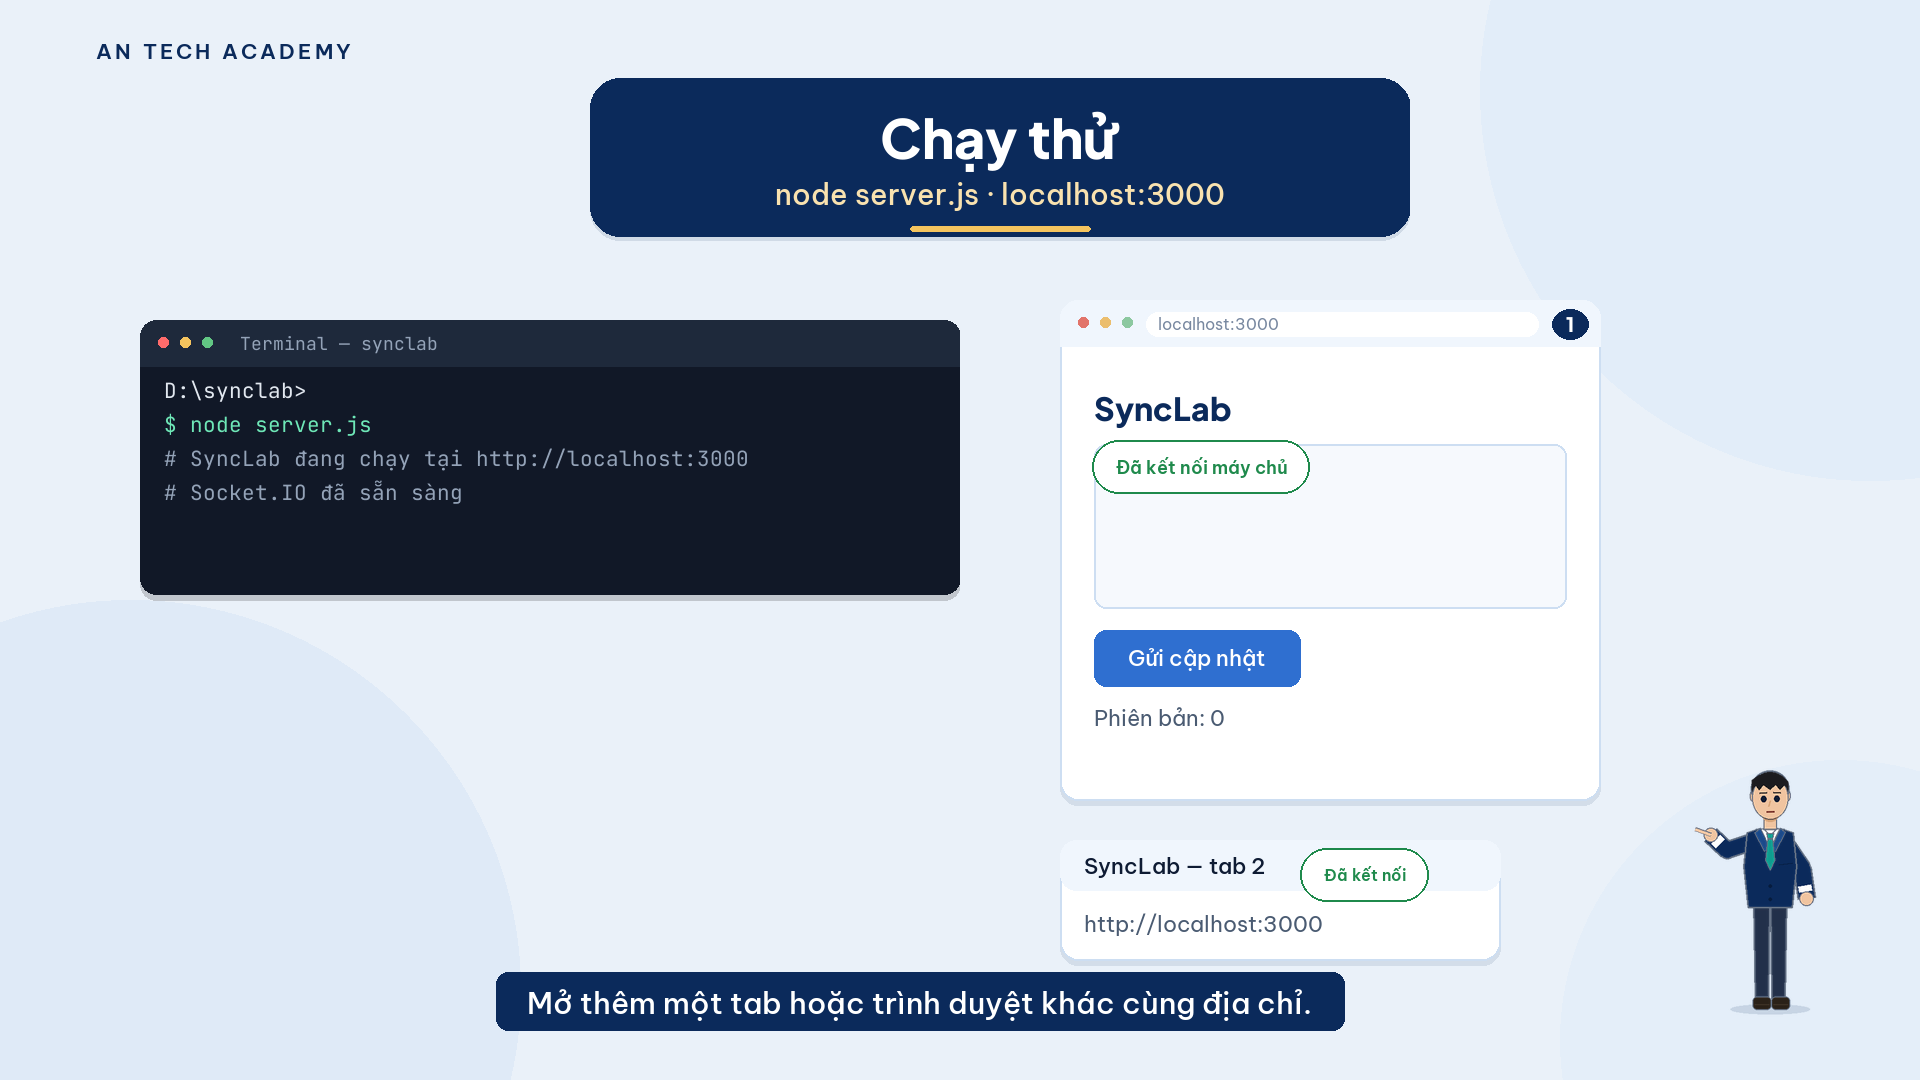 AN TECH ACADEMY
Chạy thử
node server.js · localhost:3000
Terminal — synclab
D:\synclab>
$ node server.js
# SyncLab đang chạy tại http://localhost:3000
# Socket.IO đã sẵn sàng
localhost:3000
1
SyncLab
Đã kết nối máy chủ
Gửi cập nhật
Phiên bản: 0
SyncLab — tab 2
Đã kết nối
http://localhost:3000
Mở thêm một tab hoặc trình duyệt khác cùng địa chỉ.